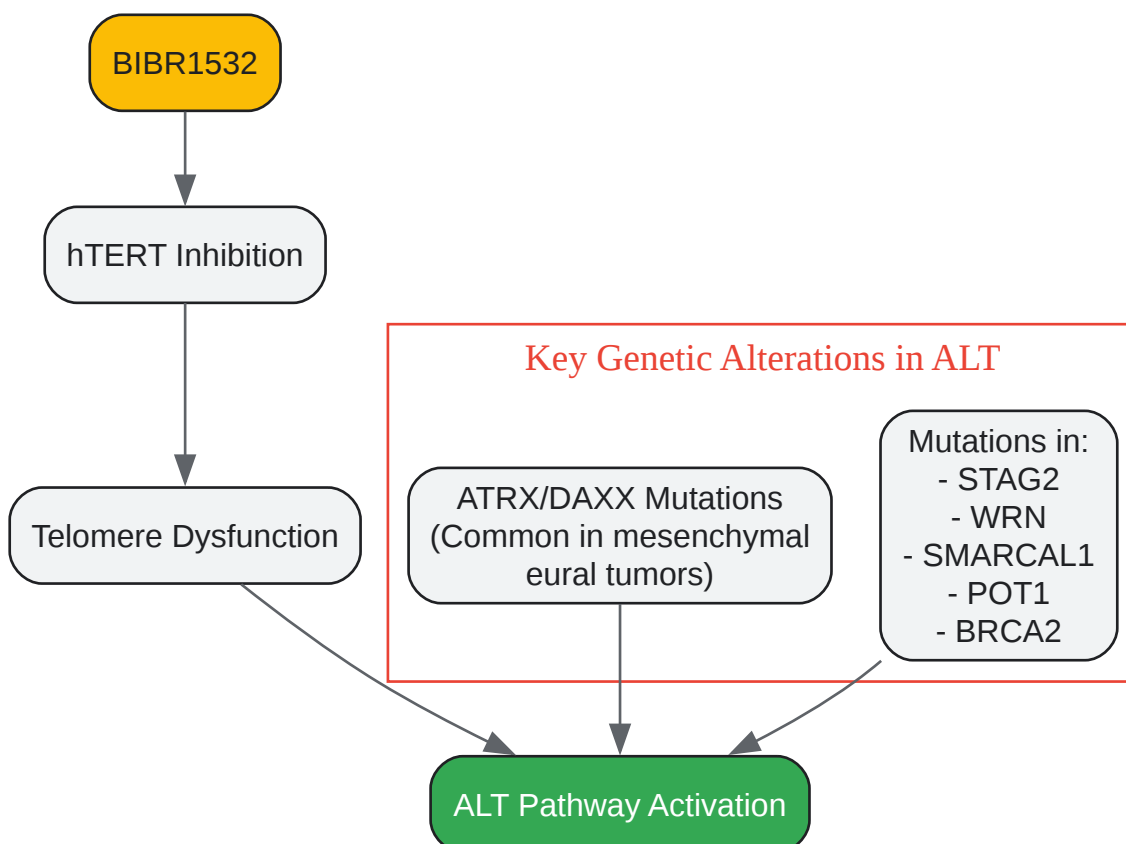 BIBR1532
hTERT Inhibition
Key Genetic Alterations in ALT
Mutations in:
- STAG2
- WRN
- SMARCAL1
- POT1
- BRCA2
ATRX/DAXX Mutations
(Common in mesenchymal
eural tumors)
Telomere Dysfunction
ALT Pathway Activation